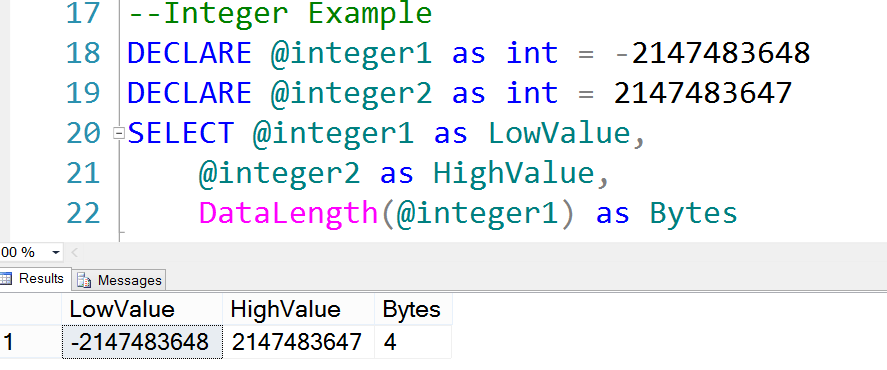 17 --Integer Example
18 DECLARE @integer1 as int = -2147483648
19 DECLARE @integer2 as int = 2147483647
20 SELECT @integer1 as LowValue,
21 @integer2 as HighValue,
22 DataLength(@integer1) as Bytes
00 %
Results Messages
LowValue HighValue Bytes
1 -2147483648 2147483647 4